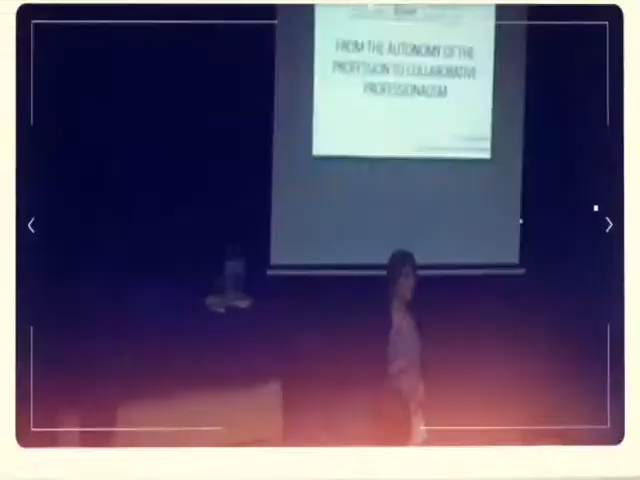 FROM THE AUTONOMY OF THE
PROFESSION TO COLLABORATIVE
PROFESSIONALISM